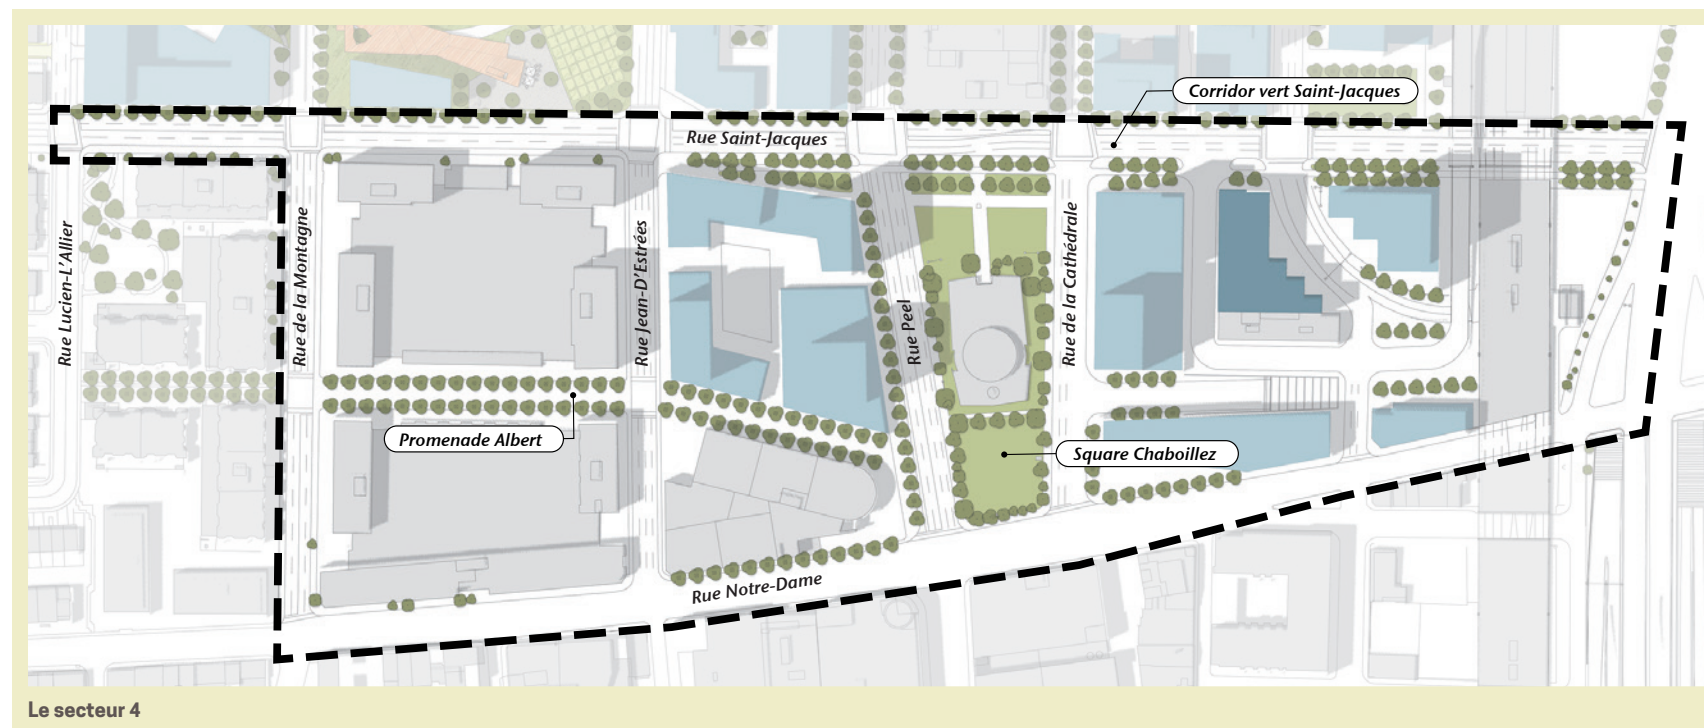 Corridor vert Saint-Jacques
Rue Saint-Jacques
Rue Lucien-L'Allier
Rue de la Montagne
Rue Jean-D'Estrées
Rue Peel
Rue de la Cathédrale
Promenade Albert
Square Chaboillez
Rue Notre-Dame
Le secteur 4